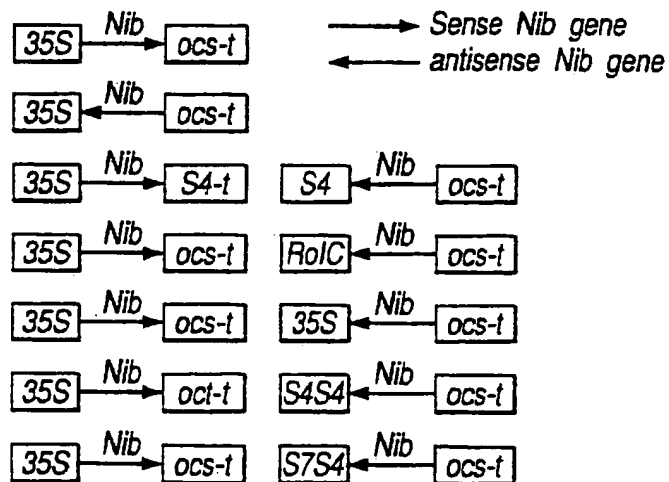 35S Nib ocs-t Sense Nib gene
antisense Nib gene
35S Nib ocs-t
35S Nib S4-t S4 Nib ocs-t
35S Nib ocs-t RolC Nib ocs-t
35S Nib ocs-t 35S Nib ocs-t
35S Nib oct-t S4S4 Nib ocs-t
35S Nib ocs-t S7S4 Nib ocs-t